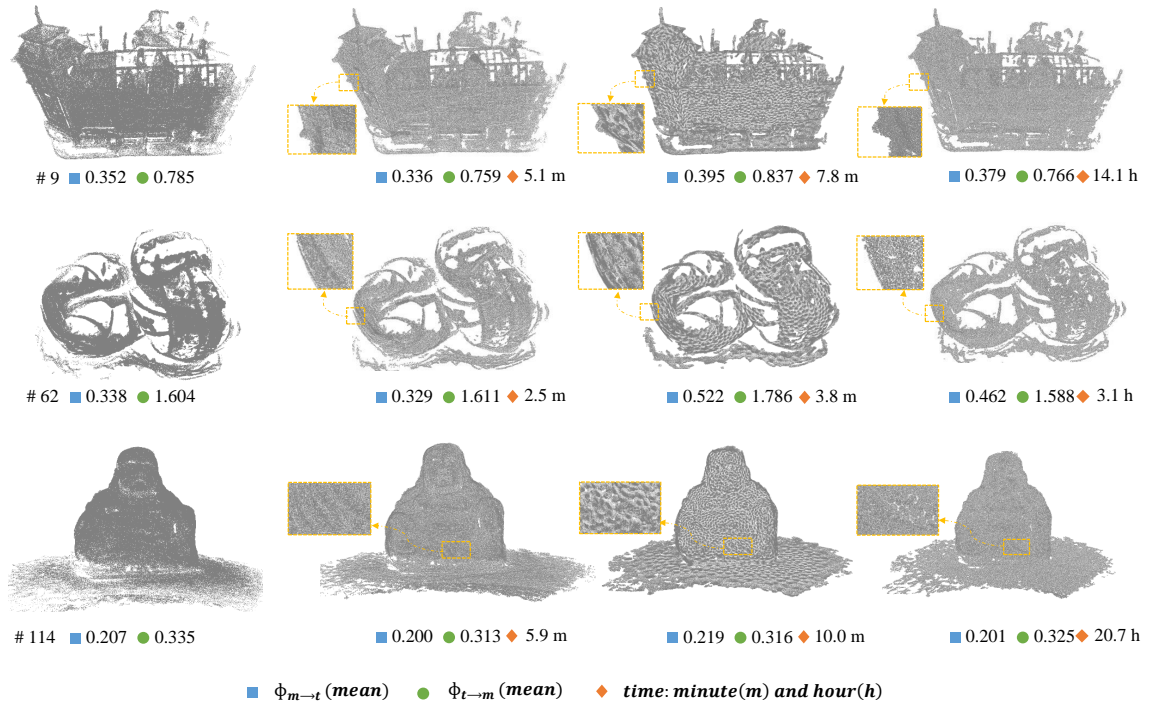 # 9 0.352 0.785 0.336 0.759 5.1 m 0.395 0.837 7.8 m 0.379 0.766 14.1 h
# 62 0.338 1.604 0.329 1.611 2.5 m 0.522 1.786 3.8 m 0.462 1.588 3.1 h
# 114 0.207 0.335 0.200 0.313 5.9 m 0.219 0.316 10.0 m 0.201 0.325 20.7 h
ϕm→t (mean) ϕt→m (mean) time: minute(m) and hour(h)